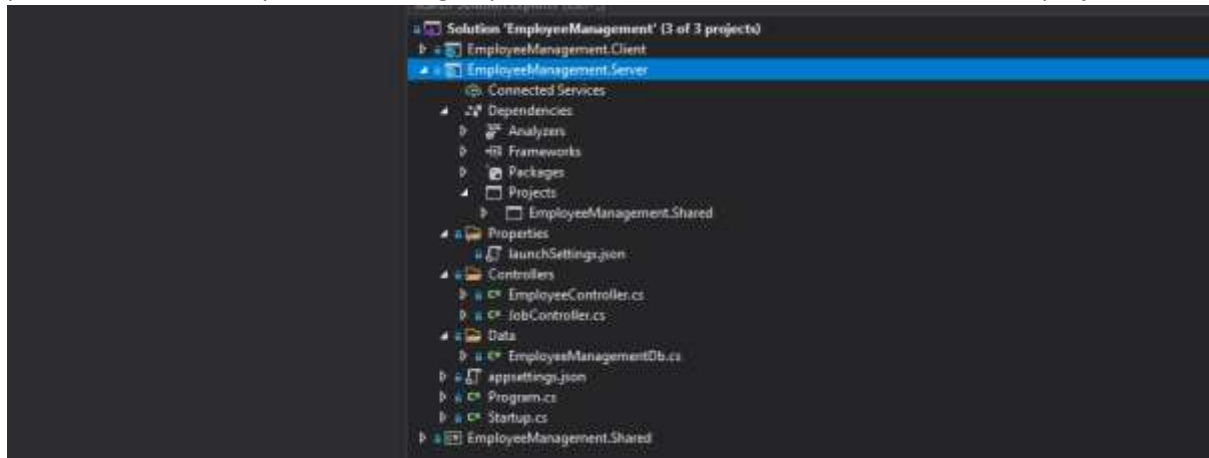 Solution 'EmployeeManagement' (3 of 3 projects)
EmployeeManagement.Client
EmployeeManagement.Server
Connected Services
Dependencies
Analyzers
Frameworks
Packages
Projects
EmployeeManagement.Shared
Properties
launchSettings.json
Controllers
EmployeeController.cs
JobController.cs
Data
EmployeeManagementDb.cs
appsettings.json
Program.cs
Startup.cs
EmployeeManagement.Shared